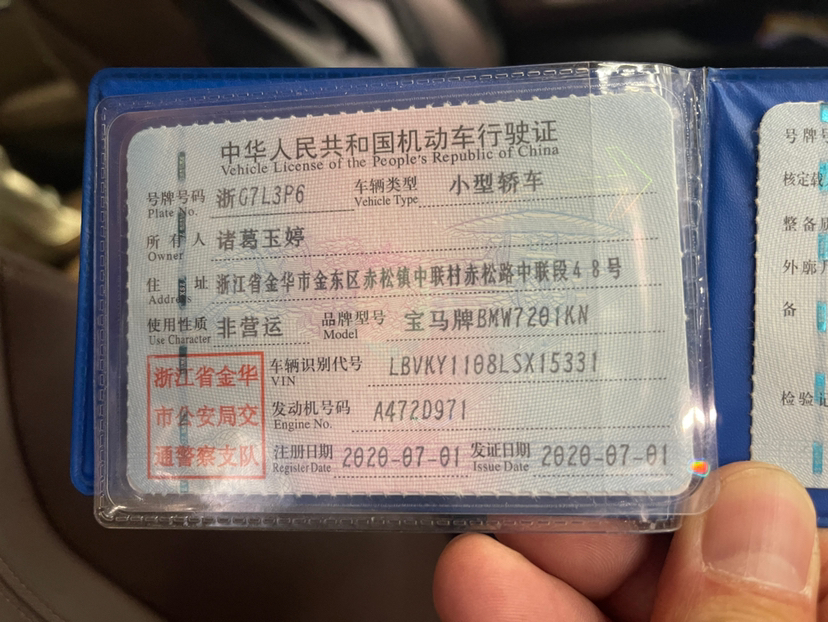 中华人民共和国机动车行驶证
Vehicle License of the People's Republic of China
号牌号码 浙G7L3P6 车辆类型 小型轿车
Plate No. Vehicle Type
所有人 诸葛玉婷
Owner
住址 浙江省金华市金东区赤松镇中联村赤松路中联段48号
Address
使用性质 非营运 品牌型号 宝马牌BMW7201KN
Use Character Model
浙江省金华
市公安局交
通警察支队
车辆识别代号 LBVKY1108LSX15331
VIN
发动机号码 A472D971
Engine No.
注册日期 2020-07-01 发证日期 2020-07-01
Register Date Issue Date
号牌号
核定载
整备质
外廓尺
备
检验记